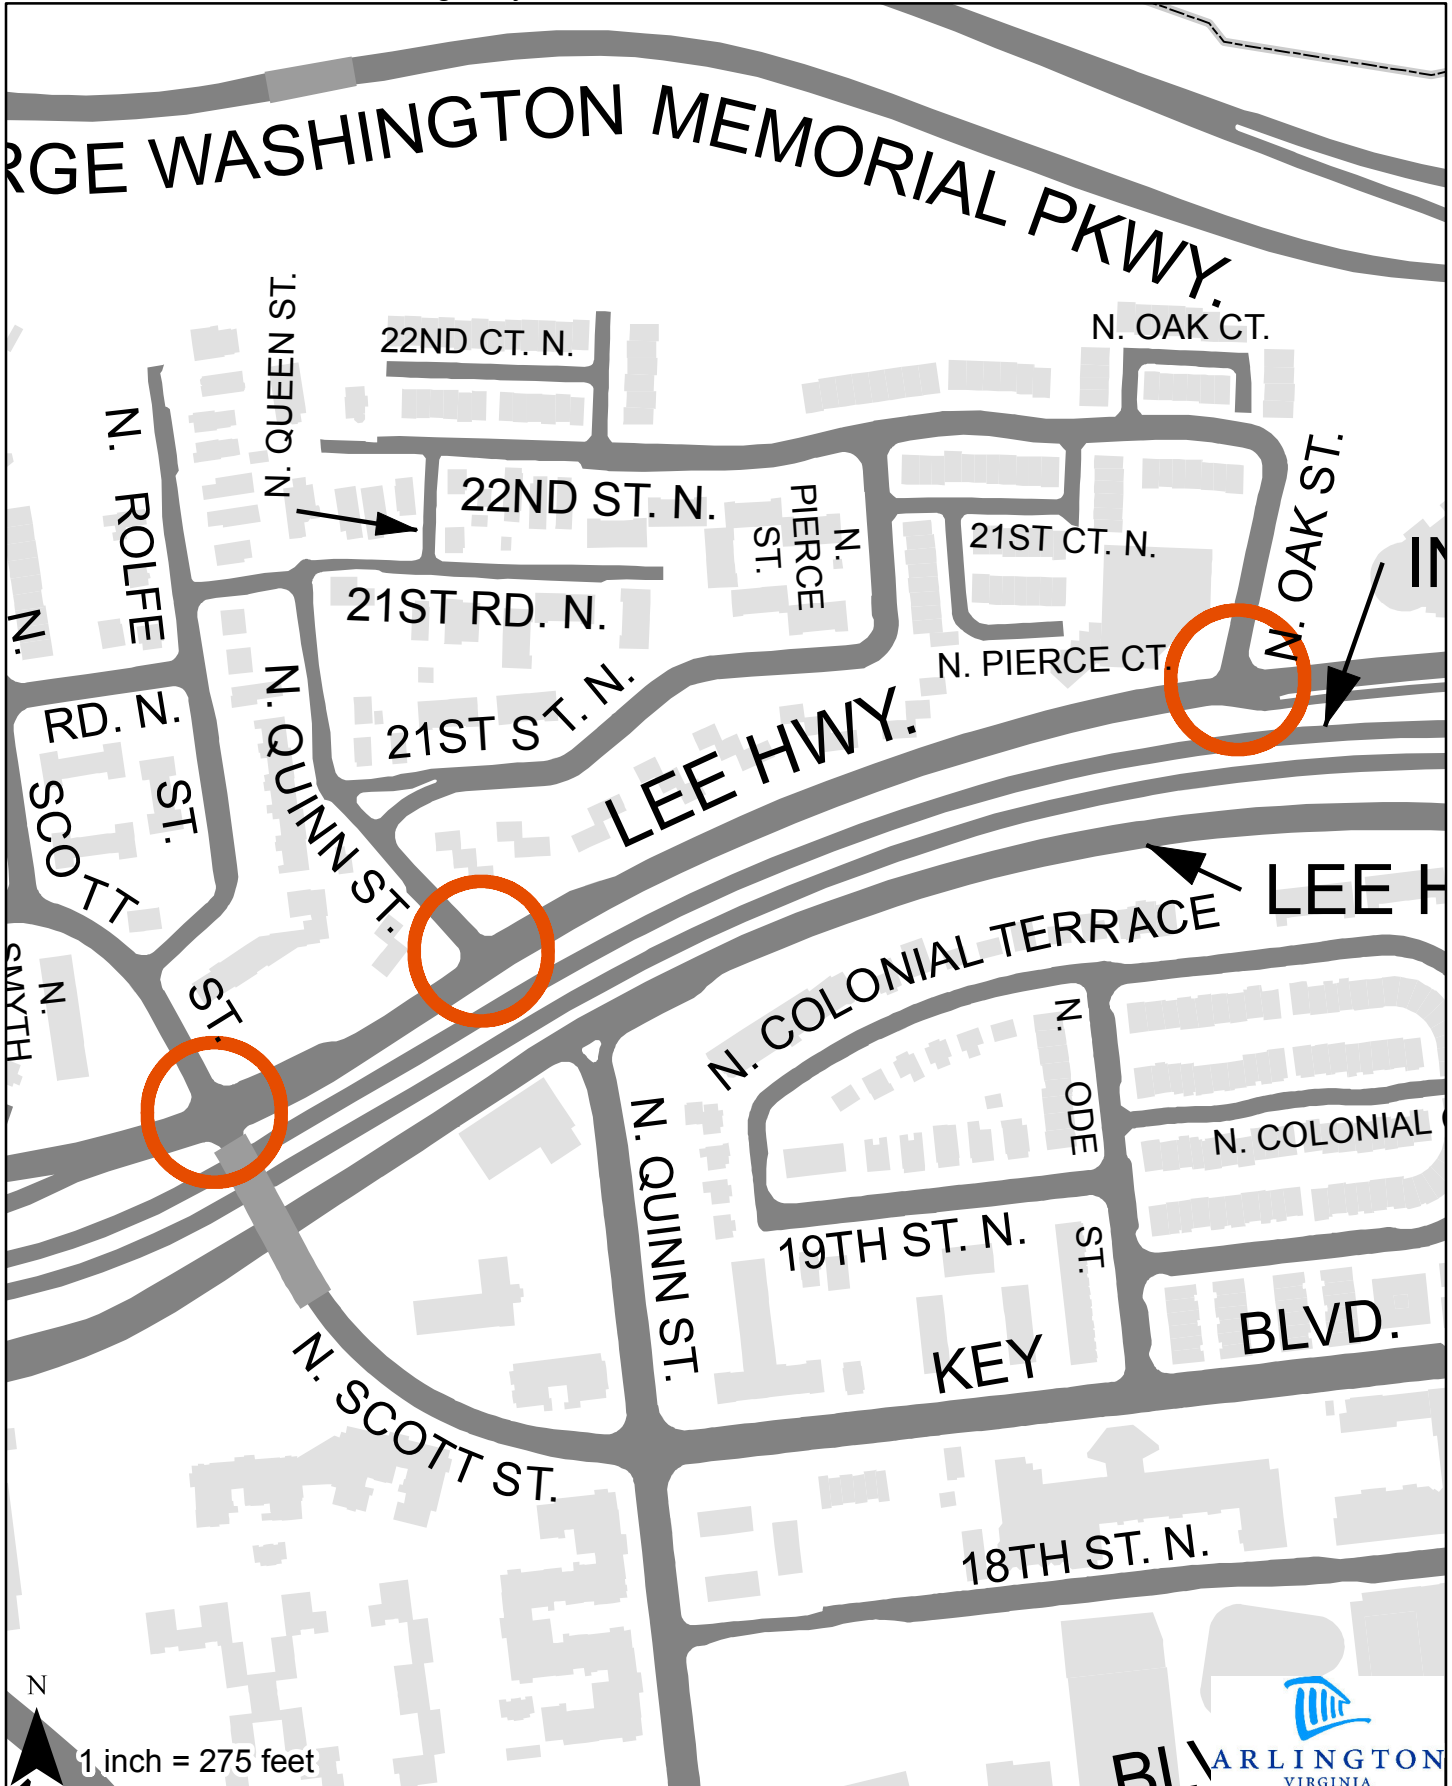 RGE WASHINGTON MEMORIAL PKWY.
N. QUEEN ST.
22ND CT. N.
N. OAK CT.
N. ROLFE ST.
22ND ST. N.
N. PIERCE ST.
21ST CT. N.
N. OAK ST.
IN
21ST RD. N.
N.
N. PIERCE CT.
RD. N.
21ST ST. N.
N. QUINN ST.
LEE HWY.
SCOTT ST.
LEE H
N. COLONIAL TERRACE
N. SMYTH
N. ODE ST.
N. QUINN ST.
N. COLONIAL
19TH ST. N.
KEY BLVD.
N. SCOTT ST.
18TH ST. N.
N
1 inch = 275 feet
BLV
ARLINGTON
VIRGINIA